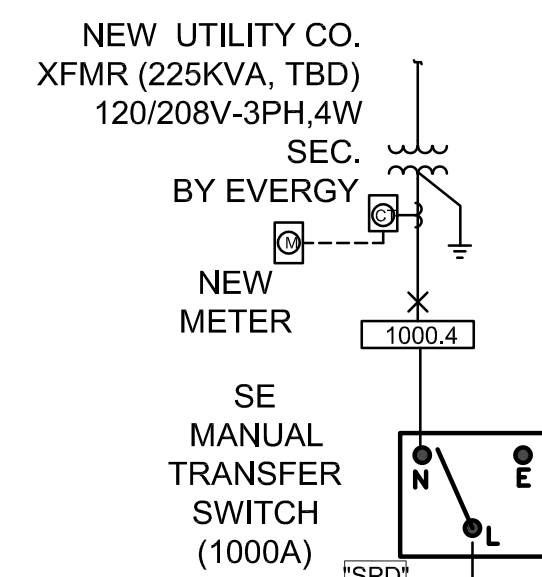 NEW UTILITY CO.
XFMR (225KVA, TBD)
120/208V-3PH,4W
SEC.
BY EVERGY
CT
M
NEW
METER
1000.4
SE
MANUAL
TRANSFER
SWITCH
(1000A)
N
E
L
"SPD"